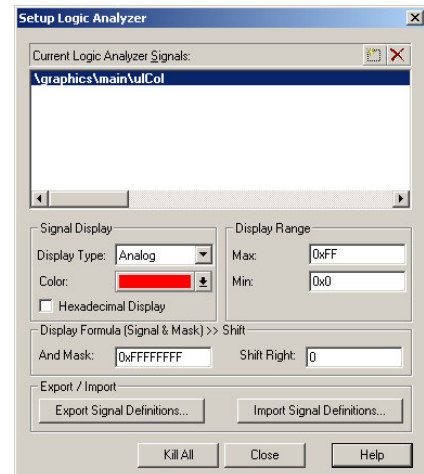 Setup Logic Analyzer
Current Logic Analyzer Signals:
\graphics\main\ulCol
Signal Display
Display Range
Display Type: Analog
Max: 0xFF
Color:
Min: 0x0
Hexadecimal Display
Display Formula (Signal & Mask) >> Shift
And Mask: 0xFFFFFFFF
Shift Right: 0
Export / Import
Export Signal Definitions...
Import Signal Definitions...
Kill All
Close
Help